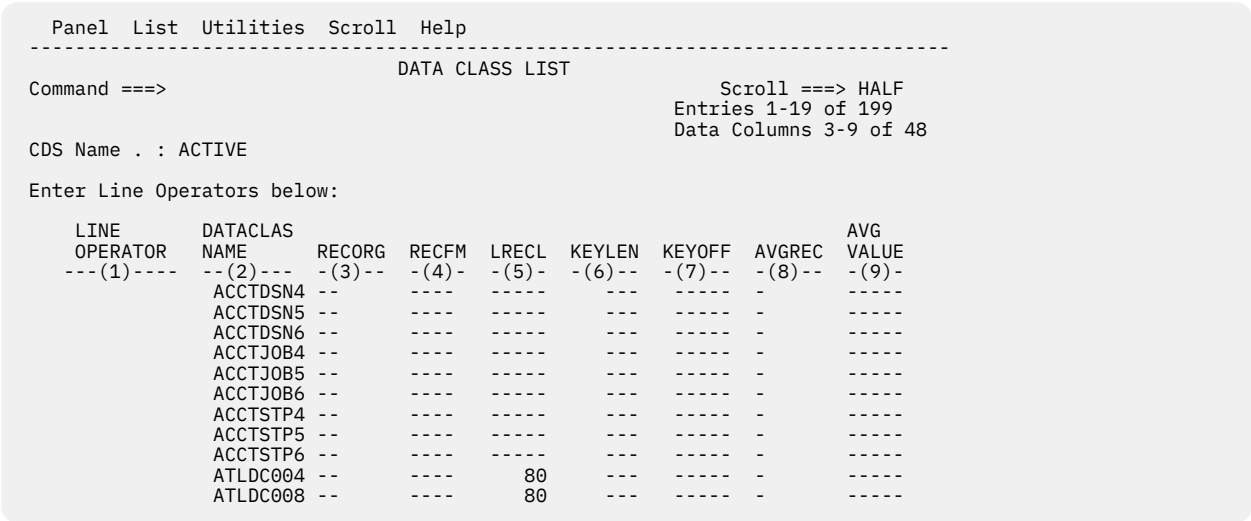 Panel  List  Utilities  Scroll  Help
--------------------------------------------------------------------------------
                                DATA CLASS LIST
Command ===>                                                Scroll ===> HALF
                                                        Entries 1-19 of 199
                                                        Data Columns 3-9 of 48
CDS Name . : ACTIVE
Enter Line Operators below:
    LINE       DATACLAS                                                AVG
    OPERATOR   NAME      RECORG  RECFM  LRECL  KEYLEN  KEYOFF  AVGREC  VALUE
   ---(1)----  --(2)---  -(3)--  -(4)-  -(5)-  -(6)--  -(7)--  -(8)--  -(9)-
                ACCTDSN4 --      ----   -----     ---   ----- -       -----
                ACCTDSN5 --      ----   -----     ---   ----- -       -----
                ACCTDSN6 --      ----   -----     ---   ----- -       -----
                ACCTJOB4 --      ----   -----     ---   ----- -       -----
                ACCTJOB5 --      ----   -----     ---   ----- -       -----
                ACCTJOB6 --      ----   -----     ---   ----- -       -----
                ACCTSTP4 --      ----   -----     ---   ----- -       -----
                ACCTSTP5 --      ----   -----     ---   ----- -       -----
                ACCTSTP6 --      ----   -----     ---   ----- -       -----
                ATLDC004 --      ----      80     ---   ----- -       -----
                ATLDC008 --      ----      80     ---   ----- -       -----